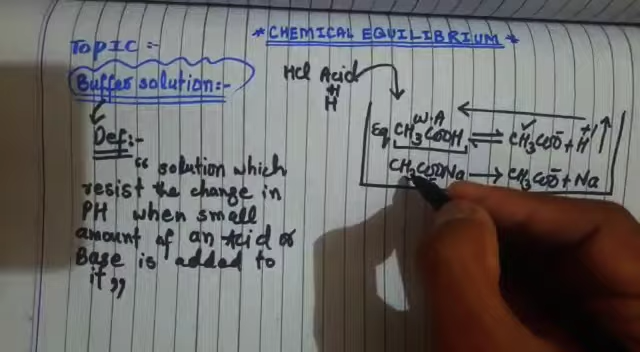 * CHEMICAL EQUILIBRIUM *
TOPIC :-
Buffer solution:-
Def:-
" solution which
resist the change in
PH when small
amount of an Acid or
Base is added to
it "
HCl Acid
H⁺
H
W.A
Eq CH₃COOH ⇌ CH₃COO⁻ + H⁺
CH₃COONa → CH₃COO⁻ + Na